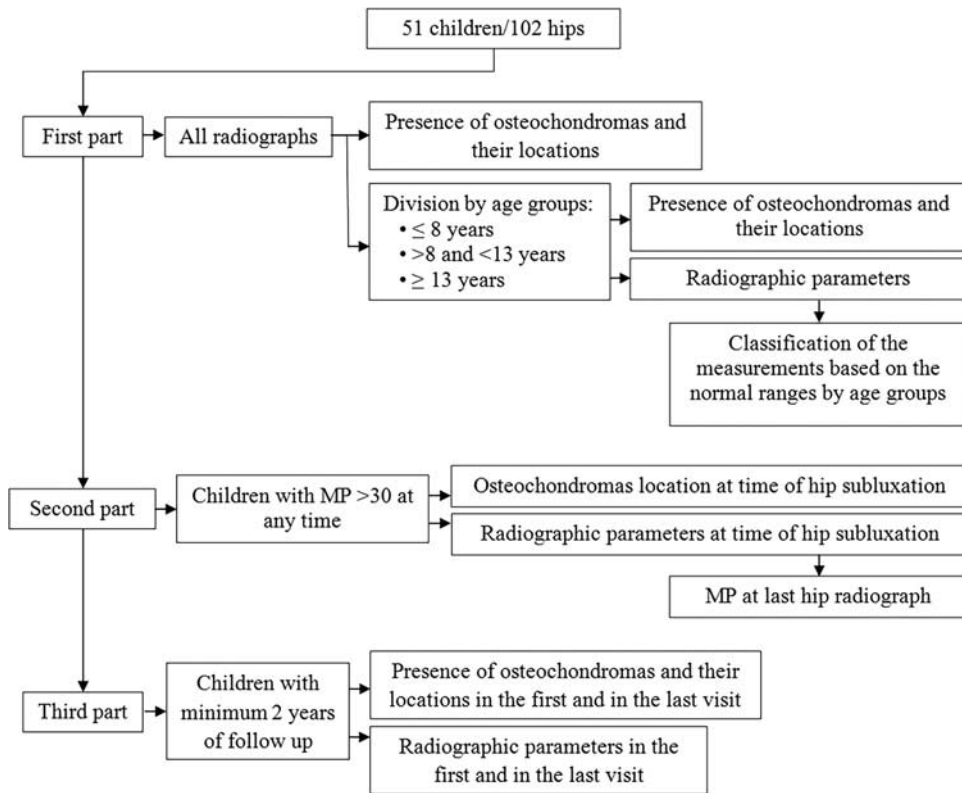 51 children/102 hips
First part
All radiographs
Presence of osteochondromas and
their locations
Division by age groups:
• ≤ 8 years
• >8 and <13 years
• ≥ 13 years
Presence of osteochondromas and
their locations
Radiographic parameters
Classification of the
measurements based on the
normal ranges by age groups
Second part
Children with MP >30 at
any time
Osteochondromas location at time of hip subluxation
Radiographic parameters at time of hip subluxation
MP at last hip radiograph
Third part
Children with
minimum 2 years
of follow up
Presence of osteochondromas and their
locations in the first and in the last visit
Radiographic parameters in the
first and in the last visit